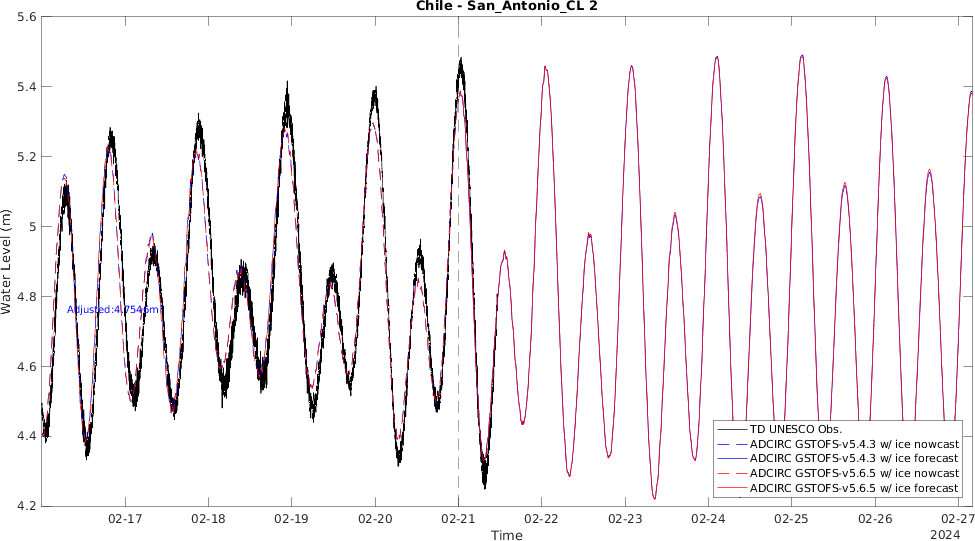 Chile - San_Antonio_CL 2
5.6
5.4
5.2
5
4.8
4.6
4.4
4.2
Water Level (m)
Adjusted:4.7546m
TD UNESCO Obs.
ADCIRC GSTOFS-v5.4.3 w/ ice nowcast
ADCIRC GSTOFS-v5.4.3 w/ ice forecast
ADCIRC GSTOFS-v5.6.5 w/ ice nowcast
ADCIRC GSTOFS-v5.6.5 w/ ice forecast
02-17 02-18 02-19 02-20 02-21 02-22 02-23 02-24 02-25 02-26 02-27
Time
2024